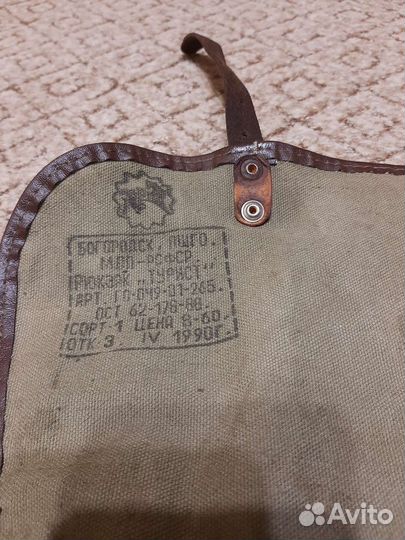 БОГОРОДСК. ПШГО.
МЛП-РСФСР
РЮКЗАК „ТУРИСТ„
АРТ. ГО-049-01-265.
ОСТ 62-178-88.
СОРТ-1 ЦЕНА 8-60.
ОТК 3. IV 1990Г.
Avito